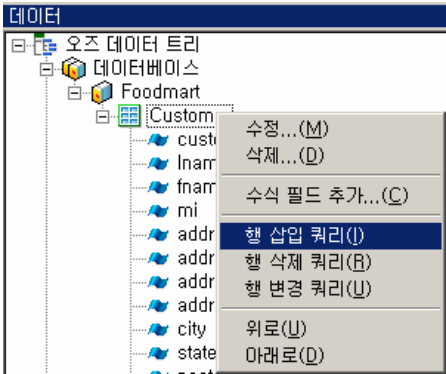 데이터
오즈 데이터 트리
데이터베이스
Foodmart
Custom
수정...(M)
삭제...(D)
수식 필드 추가...(C)
행 삽입 쿼리(I)
행 삭제 쿼리(R)
행 변경 쿼리(U)
위로(U)
아래로(D)
custo
lnam
fnam
mi
addr
addr
addr
addr
city
state